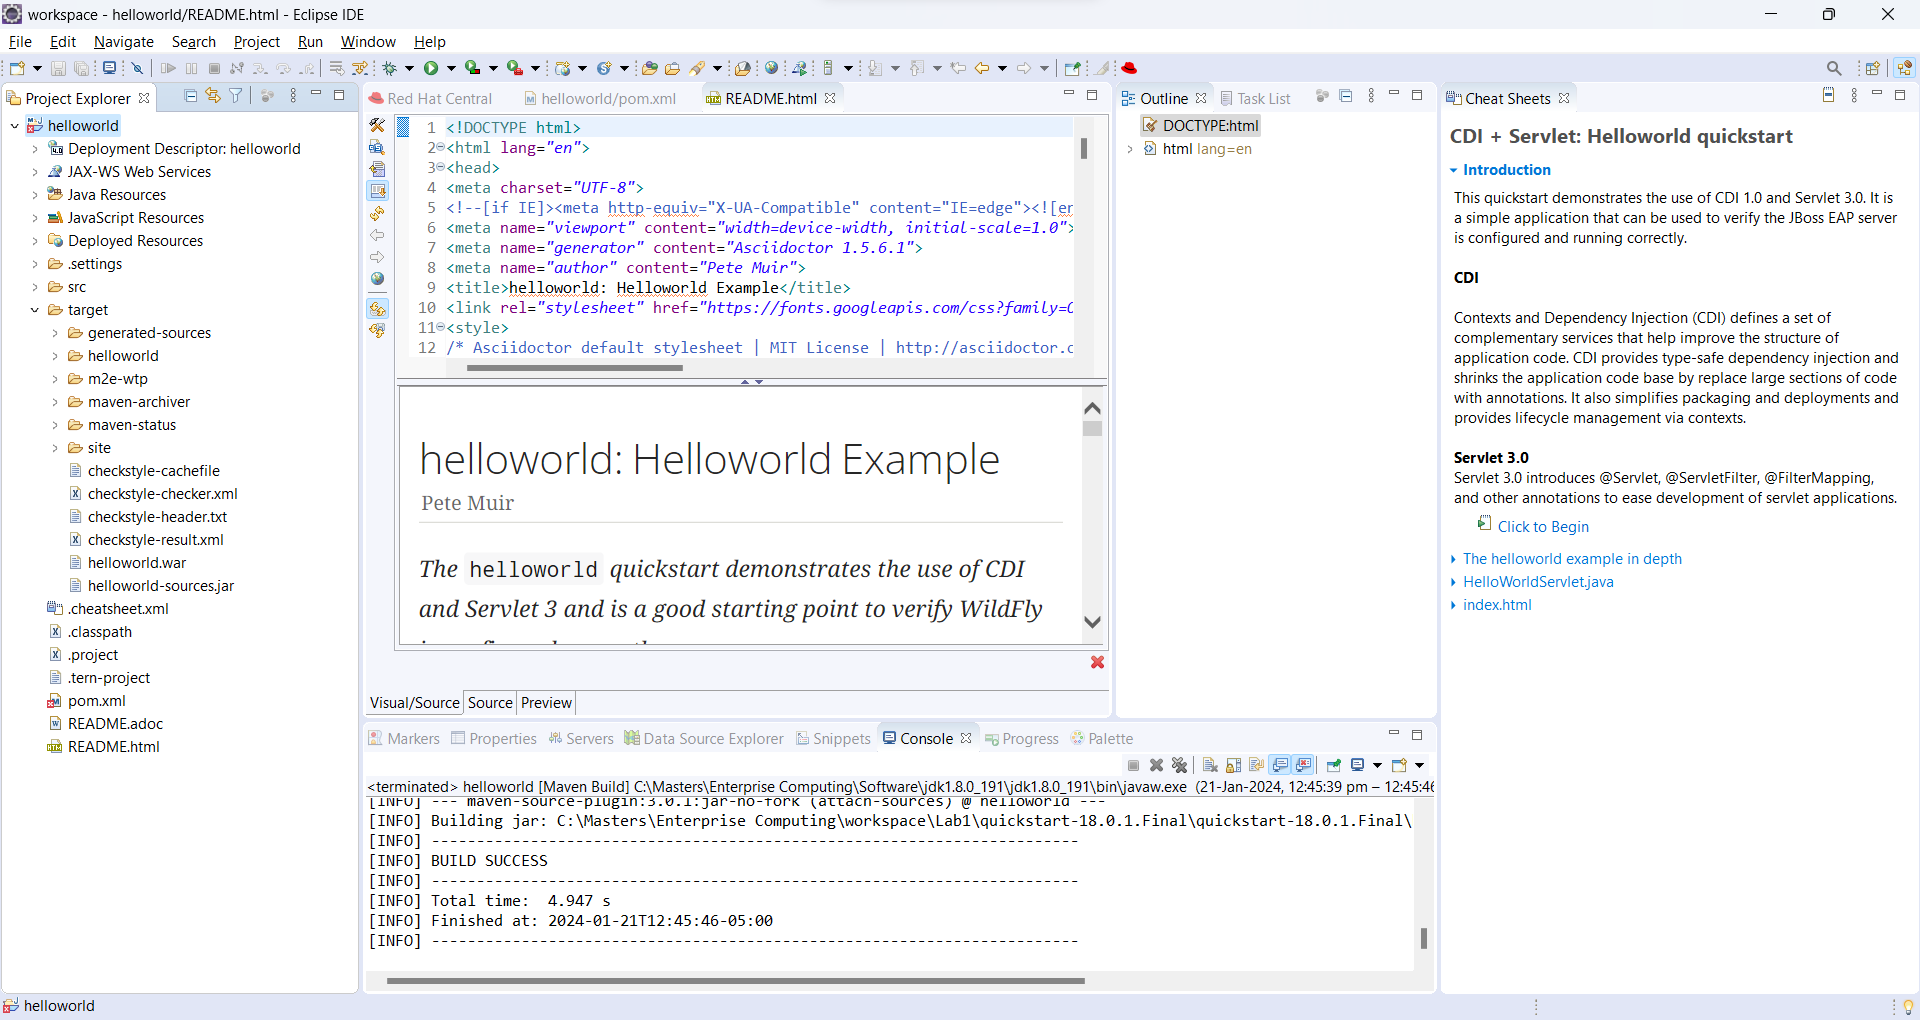 workspace - helloworld/README.html - Eclipse IDE
File Edit Navigate Search Project Run Window Help
Project Explorer
helloworld
Deployment Descriptor: helloworld
JAX-WS Web Services
Java Resources
JavaScript Resources
Deployed Resources
.settings
src
target
generated-sources
helloworld
m2e-wtp
maven-archiver
maven-status
site
checkstyle-cachefile
checkstyle-checker.xml
checkstyle-header.txt
checkstyle-result.xml
helloworld.war
helloworld-sources.jar
.cheatsheet.xml
.classpath
.project
.tern-project
pom.xml
README.adoc
README.html
Red Hat Central helloworld/pom.xml README.html
1 <!DOCTYPE html>
2 <html lang="en">
3 <head>
4 <meta charset="UTF-8">
5 <!--[if IE]><meta http-equiv="X-UA-Compatible" content="IE=edge"><![en
6 <meta name="viewport" content="width=device-width, initial-scale=1.0">
7 <meta name="generator" content="Asciidoctor 1.5.6.1">
8 <meta name="author" content="Pete Muir">
9 <title>helloworld: Helloworld Example</title>
10 <link rel="stylesheet" href="https://fonts.googleapis.com/css?family=O
11 <style>
12 /* Asciidoctor default stylesheet | MIT License | http://asciidoctor.c
helloworld: Helloworld Example
Pete Muir
The helloworld quickstart demonstrates the use of CDI
and Servlet 3 and is a good starting point to verify WildFly
Visual/Source Source Preview
Outline Task List
DOCTYPE:html
html lang=en
Cheat Sheets
CDI + Servlet: Helloworld quickstart
Introduction
This quickstart demonstrates the use of CDI 1.0 and Servlet 3.0. It is
a simple application that can be used to verify the JBoss EAP server
is configured and running correctly.
CDI
Contexts and Dependency Injection (CDI) defines a set of
complementary services that help improve the structure of
application code. CDI provides type-safe dependency injection and
shrinks the application code base by replace large sections of code
with annotations. It also simplifies packaging and deployments and
provides lifecycle management via contexts.
Servlet 3.0
Servlet 3.0 introduces @Servlet, @ServletFilter, @FilterMapping,
and other annotations to ease development of servlet applications.
Click to Begin
The helloworld example in depth
HelloWorldServlet.java
index.html
Markers Properties Servers Data Source Explorer Snippets Console Progress Palette
<terminated> helloworld [Maven Build] C:\Masters\Enterprise Computing\Software\jdk1.8.0_191\jdk1.8.0_191\bin\javaw.exe (21-Jan-2024, 12:45:39 pm – 12:45:46
[INFO] --- maven-source-plugin:3.0.1:jar-no-fork (attach-sources) @ helloworld ---
[INFO] Building jar: C:\Masters\Enterprise Computing\workspace\Lab1\quickstart-18.0.1.Final\quickstart-18.0.1.Final\
[INFO] ------------------------------------------------------------------------
[INFO] BUILD SUCCESS
[INFO] ------------------------------------------------------------------------
[INFO] Total time: 4.947 s
[INFO] Finished at: 2024-01-21T12:45:46-05:00
[INFO] ------------------------------------------------------------------------
helloworld